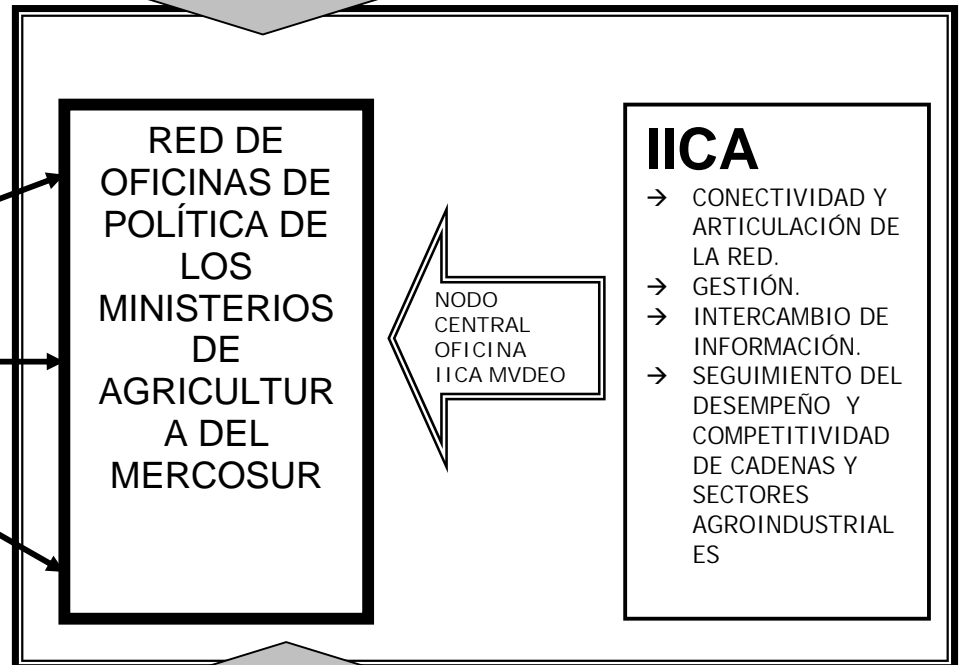 RED DE
OFICINAS DE
POLÍTICA DE
LOS
MINISTERIOS
DE
AGRICULTUR
A DEL
MERCOSUR
NODO
CENTRAL
OFICINA
IICA MVDEO
IICA
→ CONECTIVIDAD Y
ARTICULACIÓN DE
LA RED.
→ GESTIÓN.
→ INTERCAMBIO DE
INFORMACIÓN.
→ SEGUIMIENTO DEL
DESEMPEÑO Y
COMPETITIVIDAD
DE CADENAS Y
SECTORES
AGROINDUSTRIAL
ES